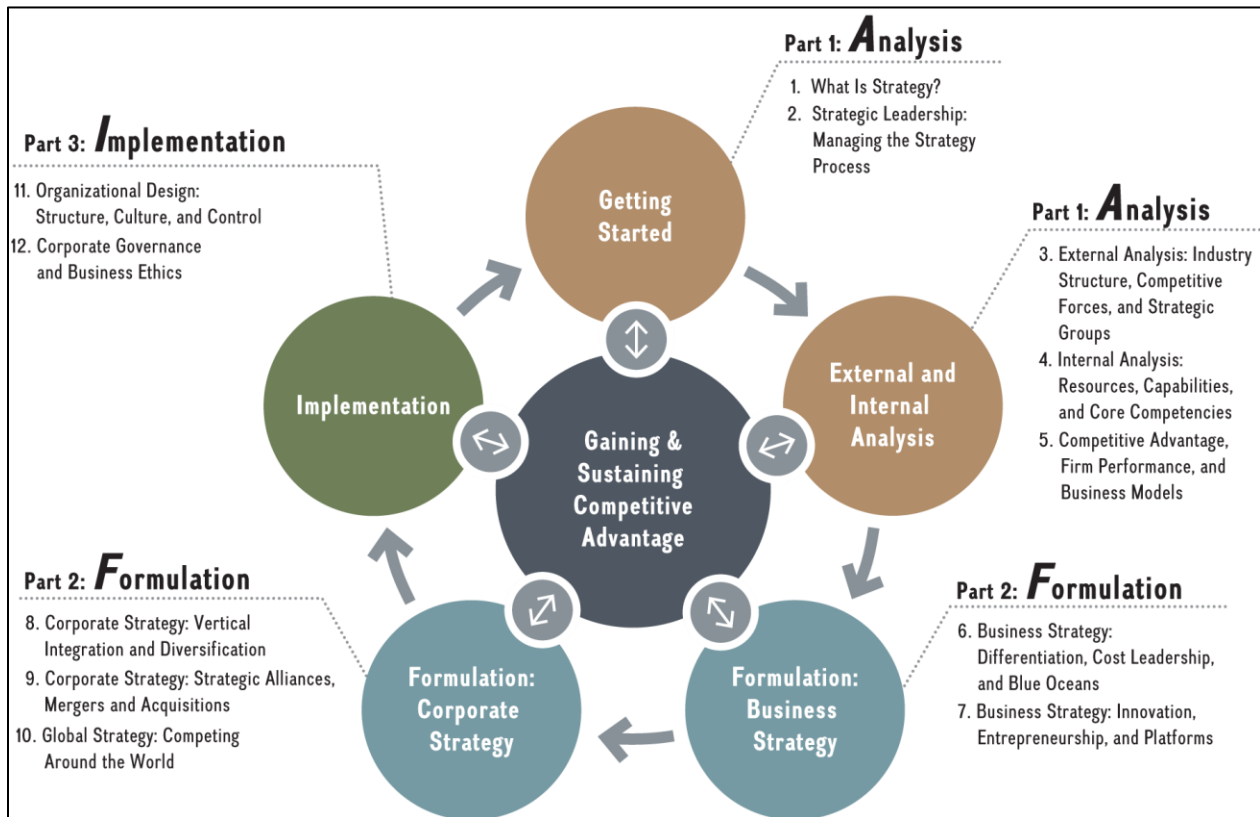 Part 1: Analysis
1. What Is Strategy?
2. Strategic Leadership:
Managing the Strategy
Process
Getting
Started
Part 1: Analysis
3. External Analysis: Industry
Structure, Competitive
Forces, and Strategic
Groups
4. Internal Analysis:
Resources, Capabilities,
and Core Competencies
5. Competitive Advantage,
Firm Performance, and
Business Models
External and
Internal
Analysis
Part 2: Formulation
6. Business Strategy:
Differentiation, Cost Leadership,
and Blue Oceans
7. Business Strategy: Innovation,
Entrepreneurship, and Platforms
Formulation:
Business
Strategy
Part 2: Formulation
8. Corporate Strategy: Vertical
Integration and Diversification
9. Corporate Strategy: Strategic Alliances,
Mergers and Acquisitions
10. Global Strategy: Competing
Around the World
Formulation:
Corporate
Strategy
Part 3: Implementation
11. Organizational Design:
Structure, Culture, and Control
12. Corporate Governance
and Business Ethics
Implementation
Gaining &
Sustaining
Competitive
Advantage